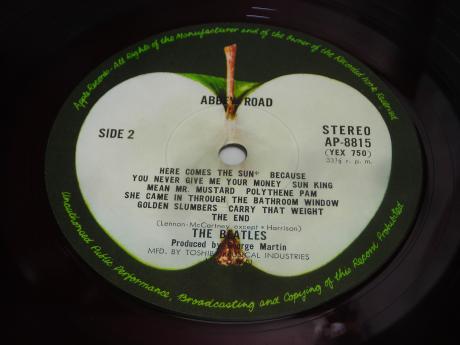 Apple Records · All Rights of the Manufacturer and of the Owner of the Recorded Work Reserved
ABBEY ROAD
SIDE 2
STEREO
AP-8815
(YEX 750)
33⅓ r. p. m.
HERE COMES THE SUN* BECAUSE
YOU NEVER GIVE ME YOUR MONEY SUN KING
MEAN MR. MUSTARD POLYTHENE PAM
SHE CAME IN THROUGH THE BATHROOM WINDOW
GOLDEN SLUMBERS CARRY THAT WEIGHT
THE END
(Lennon-McCartney except *Harrison)
THE BEATLES
Produced by George Martin
MFD. BY TOSHIBA MUSICAL INDUSTRIES
Unauthorized Public Performance, Broadcasting and Copying of this Record Prohibited